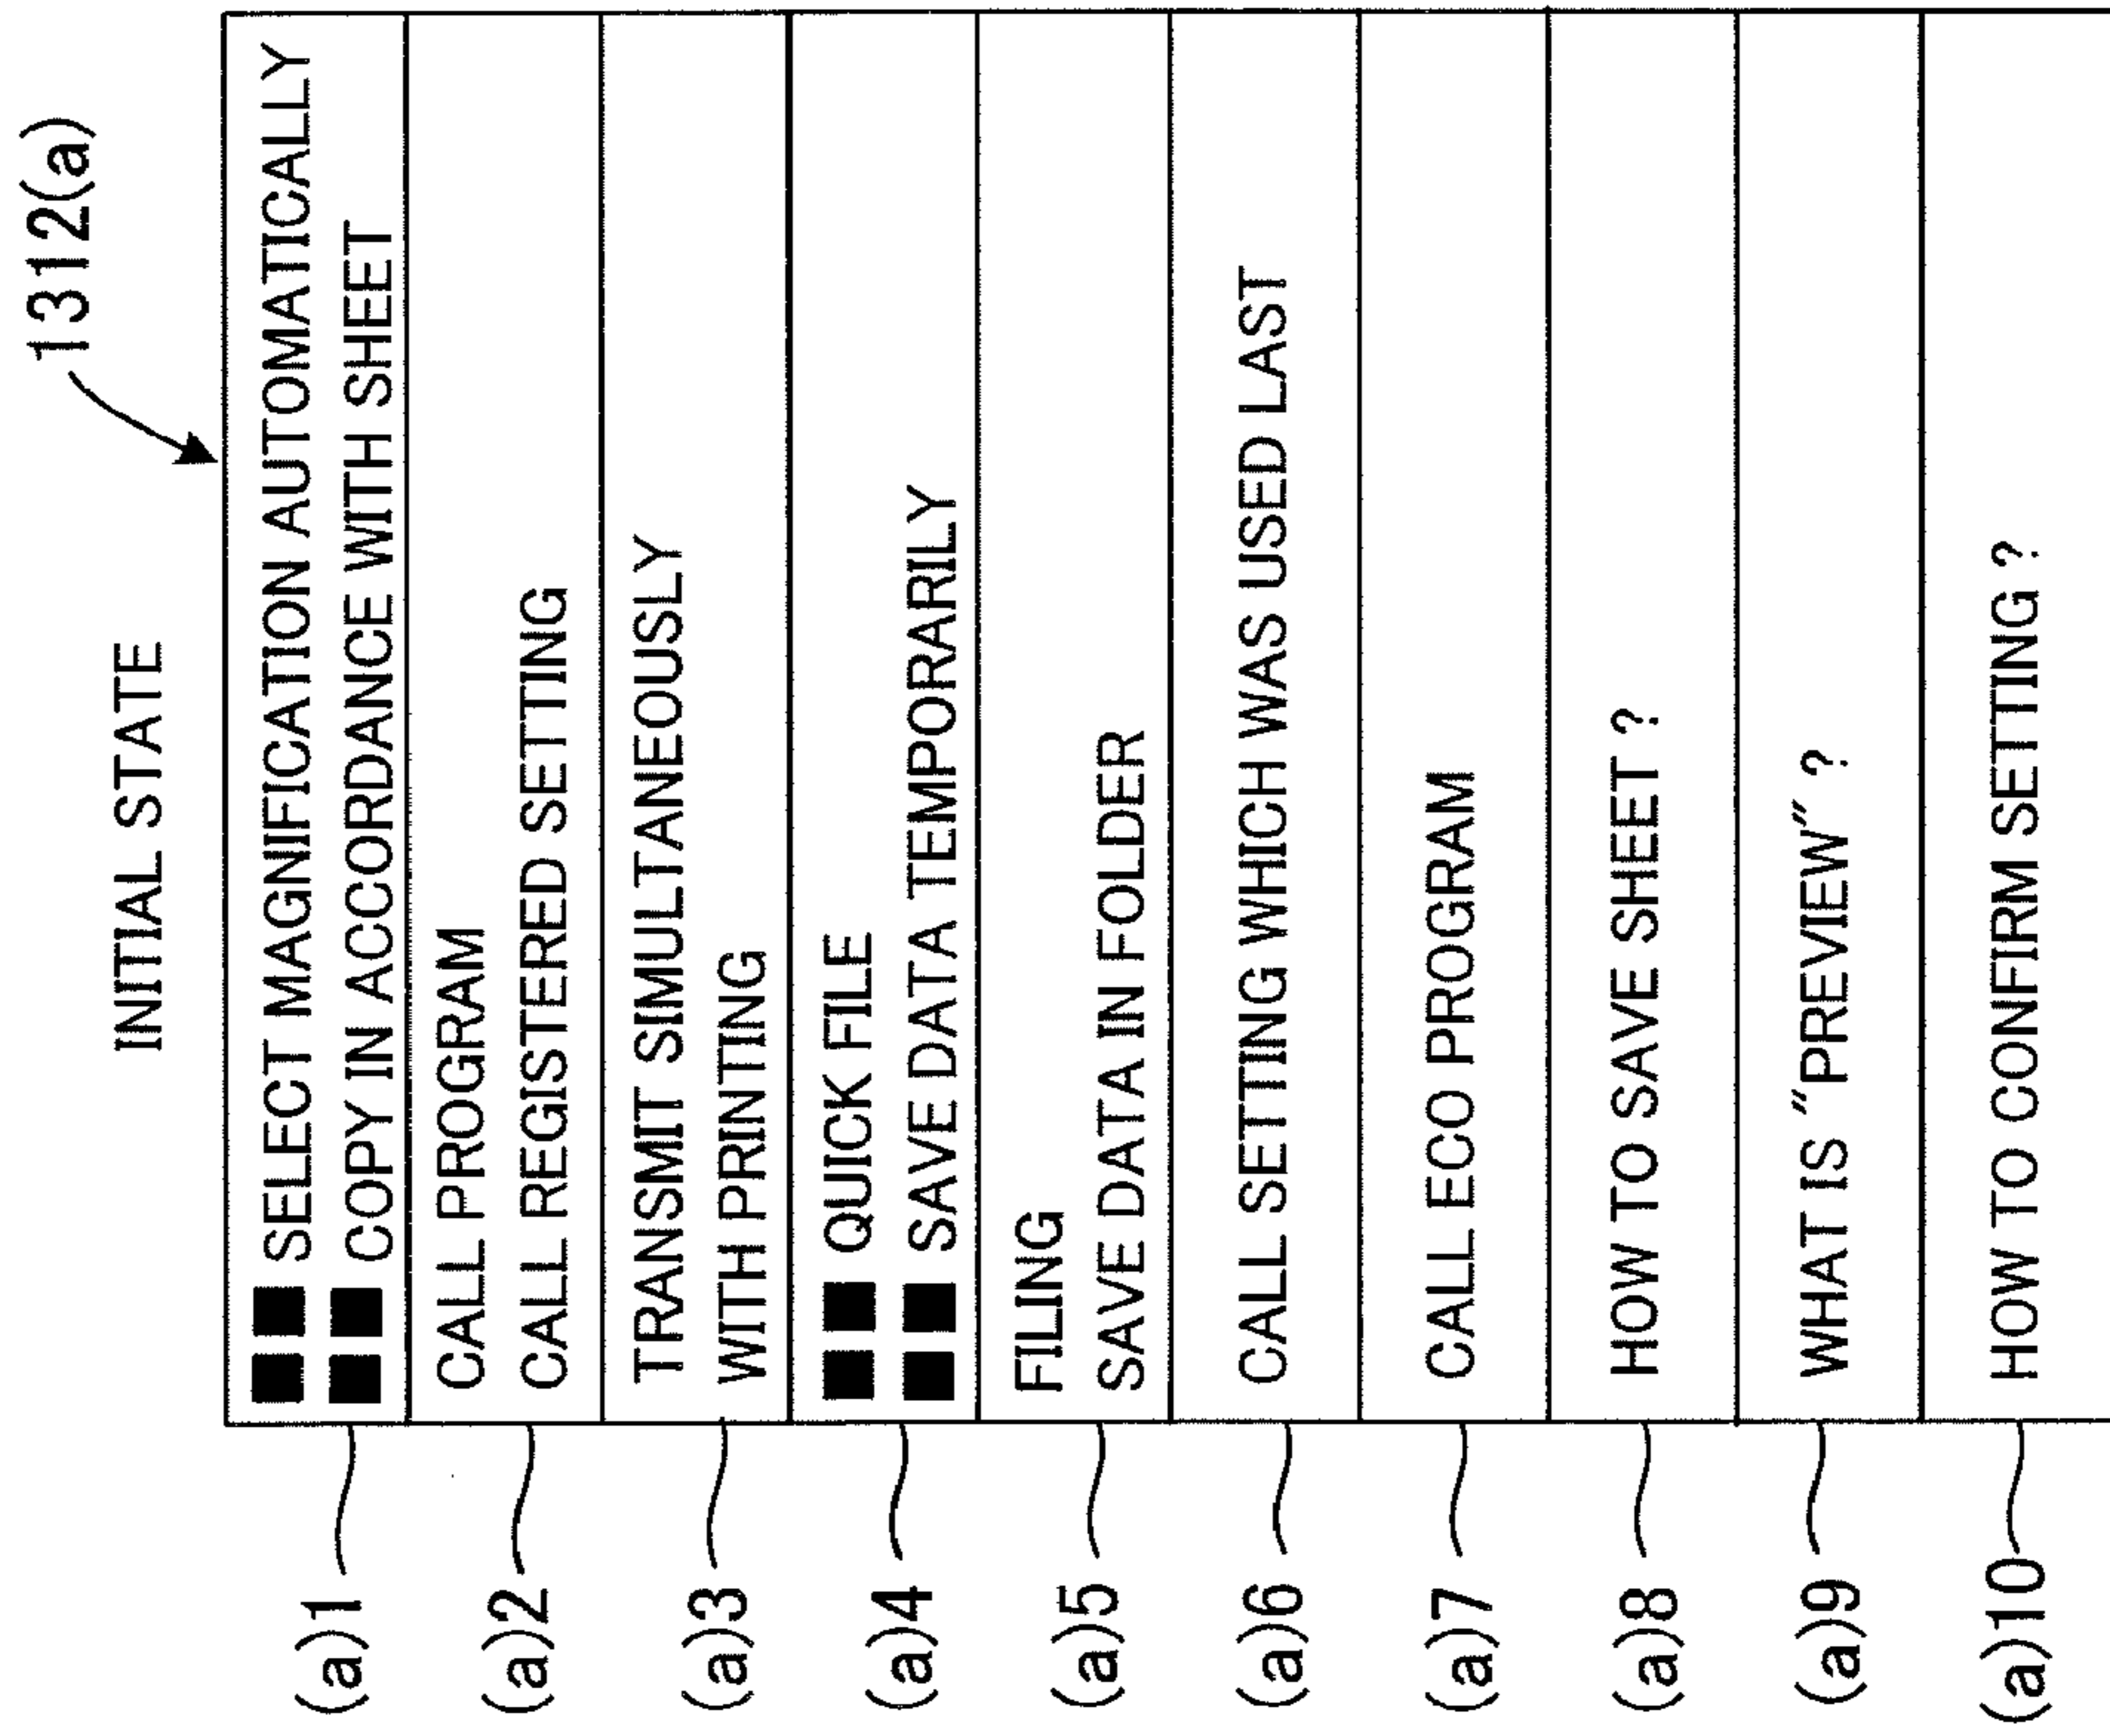 INITIAL STATE
1312(a)
(a)1 ■■ SELECT MAGNIFICATION AUTOMATICALLY
■■ COPY IN ACCORDANCE WITH SHEET
(a)2 CALL PROGRAM
CALL REGISTERED SETTING
(a)3 TRANSMIT SIMULTANEOUSLY
WITH PRINTING
(a)4 ■■ QUICK FILE
■■ SAVE DATA TEMPORARILY
(a)5 FILING
SAVE DATA IN FOLDER
(a)6 CALL SETTING WHICH WAS USED LAST
(a)7 CALL ECO PROGRAM
(a)8 HOW TO SAVE SHEET ?
(a)9 WHAT IS "PREVIEW" ?
(a)10 HOW TO CONFIRM SETTING ?